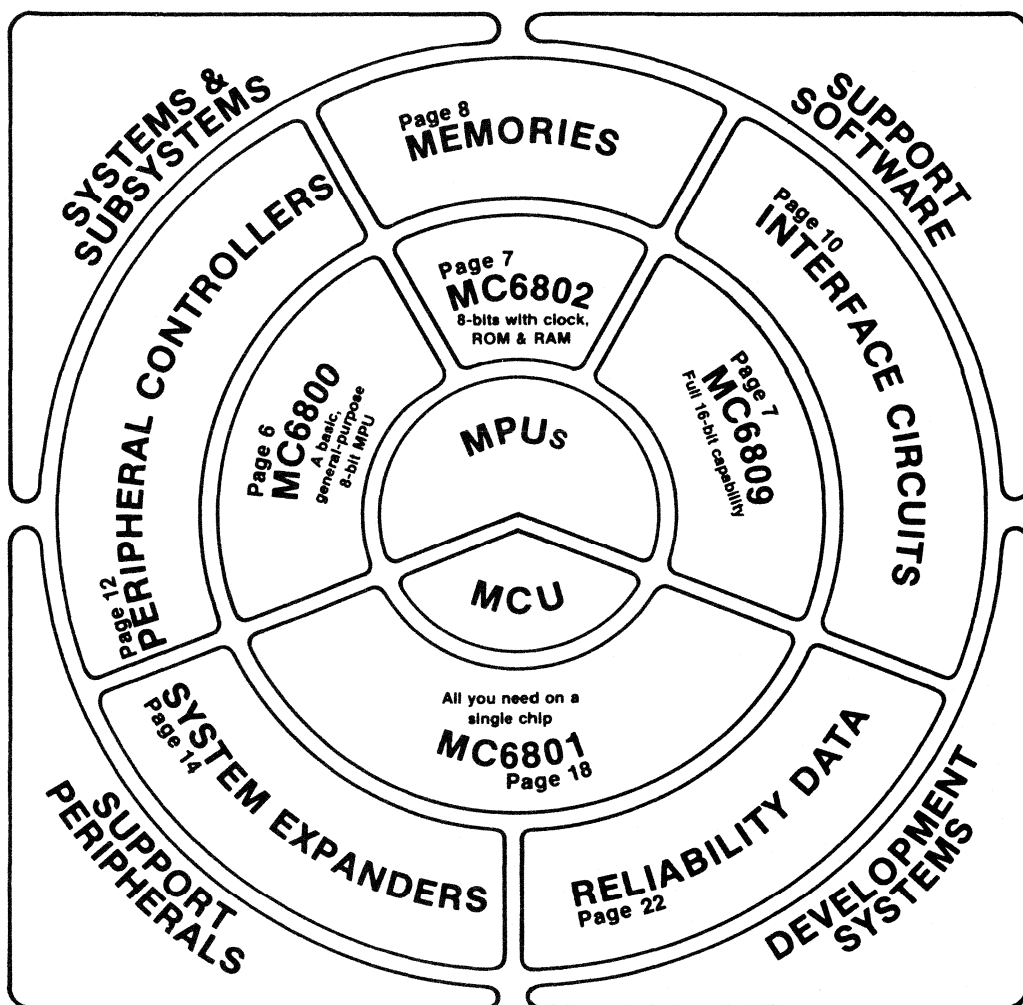 SYSTEMS &
SUBSYSTEMS
SUPPORT
SOFTWARE
Page 8
MEMORIES
Page 10
INTERFACE CIRCUITS
Page 12
PERIPHERAL CONTROLLERS
Page 7
MC6802
8-bits with clock,
ROM & RAM
Page 6
MC6800
A basic,
general-purpose
8-bit MPU
Page 7
MC6809
Full 16-bit capability
MPUs
MCU
All you need on a
single chip
MC6801
Page 18
SYSTEM EXPANDERS
Page 14
RELIABILITY DATA
Page 22
SUPPORT
PERIPHERALS
DEVELOPMENT
SYSTEMS